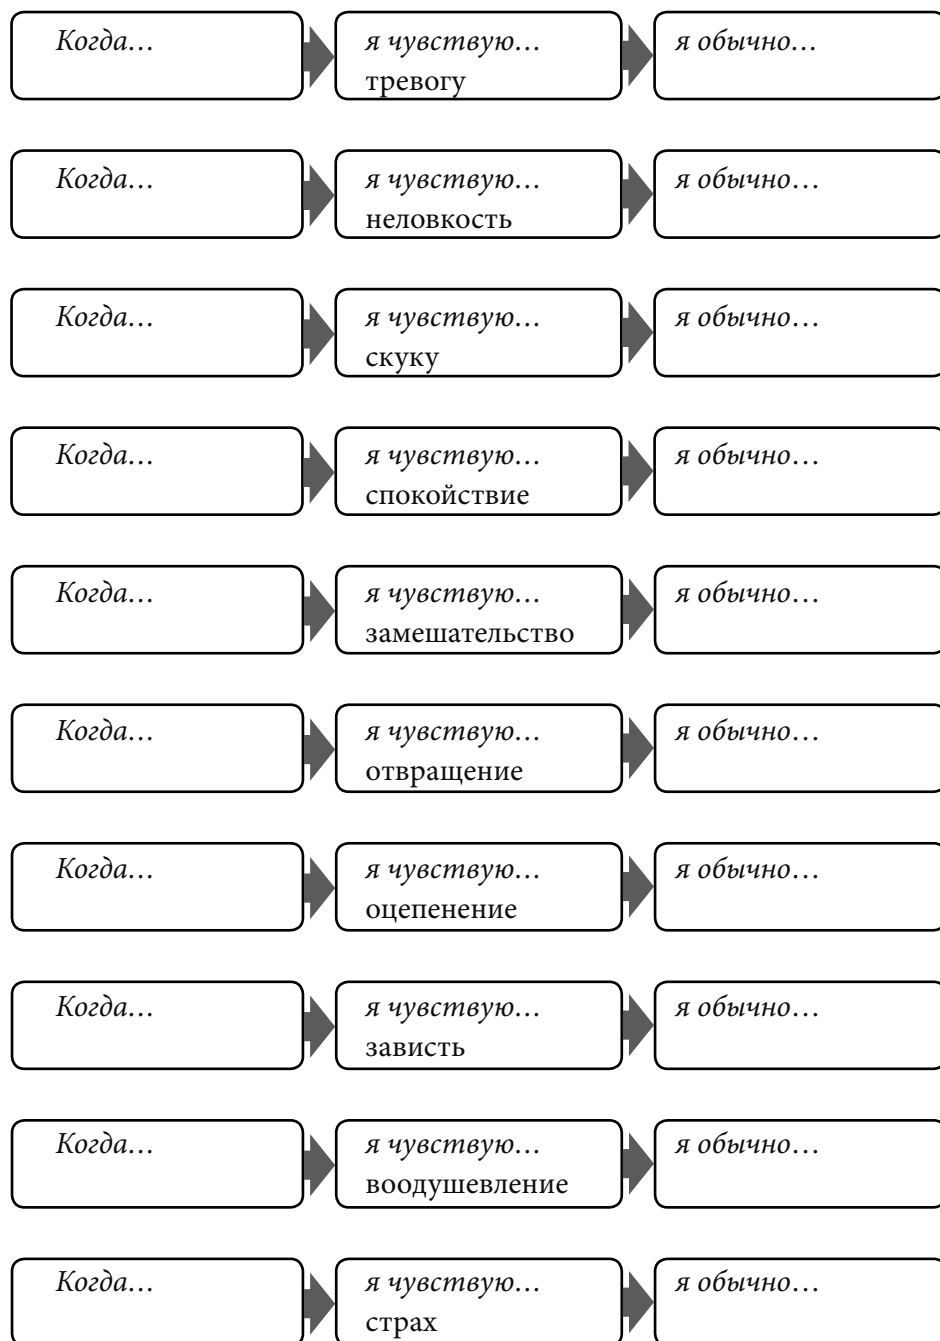 Когда… я чувствую… я обычно…
тревогу
Когда… я чувствую… я обычно…
неловкость
Когда… я чувствую… я обычно…
скуку
Когда… я чувствую… я обычно…
спокойствие
Когда… я чувствую… я обычно…
замешательство
Когда… я чувствую… я обычно…
отвращение
Когда… я чувствую… я обычно…
оцепенение
Когда… я чувствую… я обычно…
зависть
Когда… я чувствую… я обычно…
воодушевление
Когда… я чувствую… я обычно…
страх